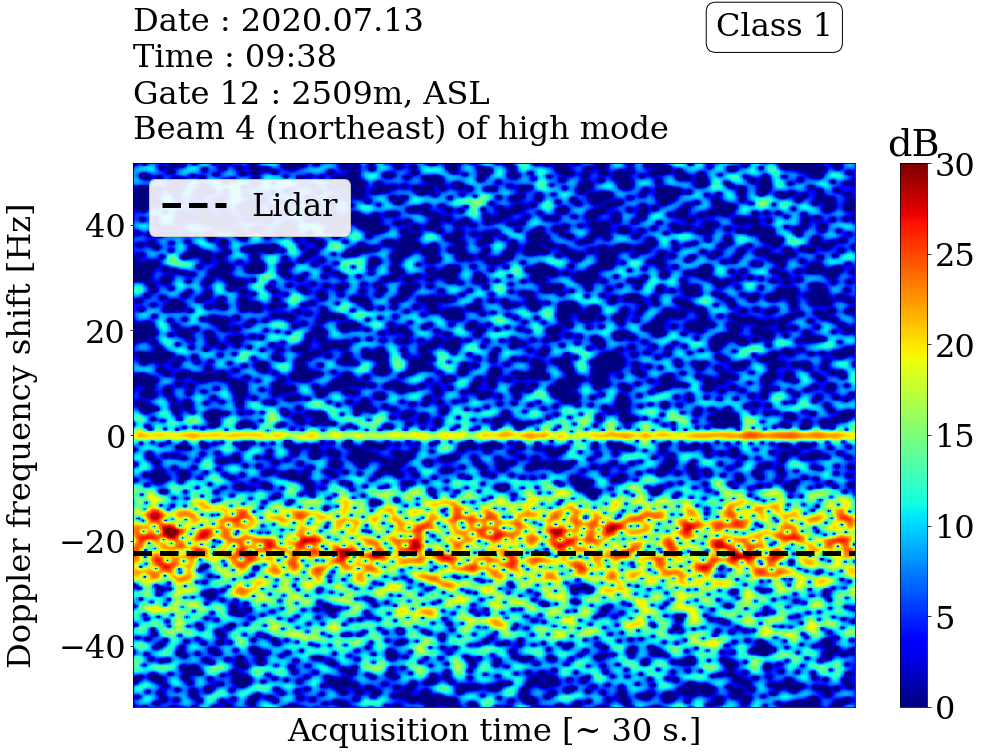 Date : 2020.07.13
Class 1
Time : 09:38
Gate 12 : 2509m, ASL
Beam 4 (northeast) of high mode
dB
Lidar
Doppler frequency shift [Hz]
40
20
0
−20
−40
30
25
20
15
10
5
0
Acquisition time [~ 30 s.]